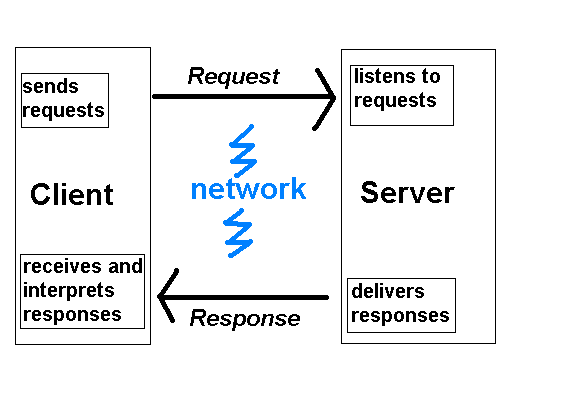 sends
requests
Client
receives and
interprets
responses
Request
network
Response
listens to
requests
Server
delivers
responses